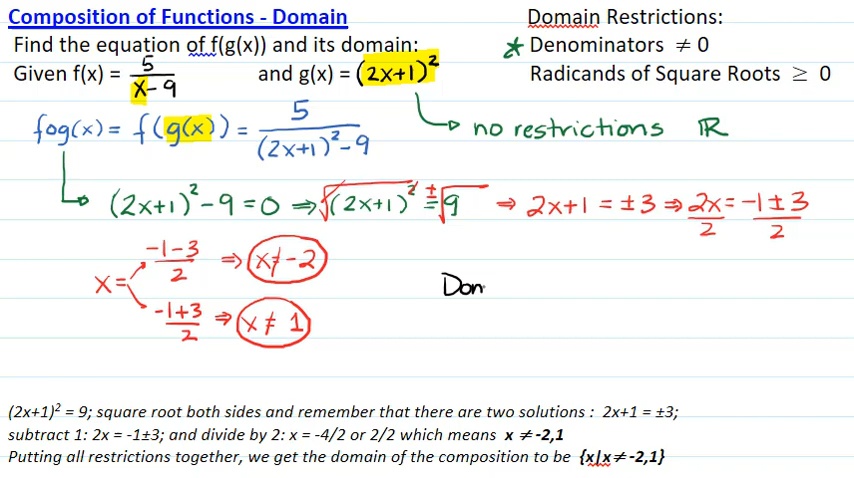 Composition of Functions - Domain
Domain Restrictions:
Find the equation of f(g(x)) and its domain:
* Denominators ≠ 0
Given f(x) = 5/(x-9) and g(x) = (2x+1)²
Radicands of Square Roots ≥ 0
fog(x) = f(g(x)) = 5/((2x+1)²-9)
no restrictions ℝ
(2x+1)²-9=0 ⇒ √(2x+1)² = ±√9 ⇒ 2x+1 = ±3 ⇒ 2x/2 = (-1±3)/2
x= (-1-3)/2 ⇒ x≠-2
(-1+3)/2 ⇒ x≠1
Dom
(2x+1)² = 9; square root both sides and remember that there are two solutions : 2x+1 = ±3;
subtract 1: 2x = -1±3; and divide by 2: x = -4/2 or 2/2 which means x ≠-2,1
Putting all restrictions together, we get the domain of the composition to be {x|x≠-2,1}